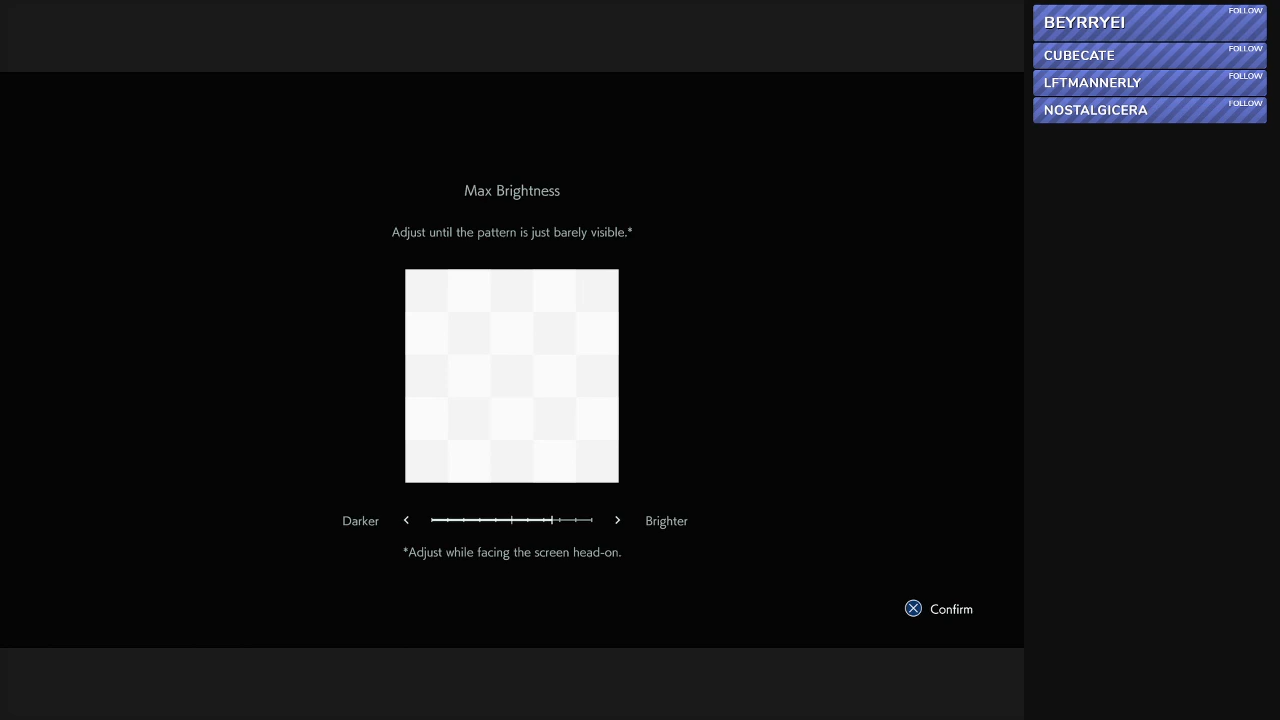 Max Brightness
Adjust until the pattern is just barely visible.*
Darker
Brighter
*Adjust while facing the screen head-on.
Confirm
FOLLOW
BEYRRYEI
FOLLOW
CUBECATE
FOLLOW
LFTMANNERLY
FOLLOW
NOSTALGICERA